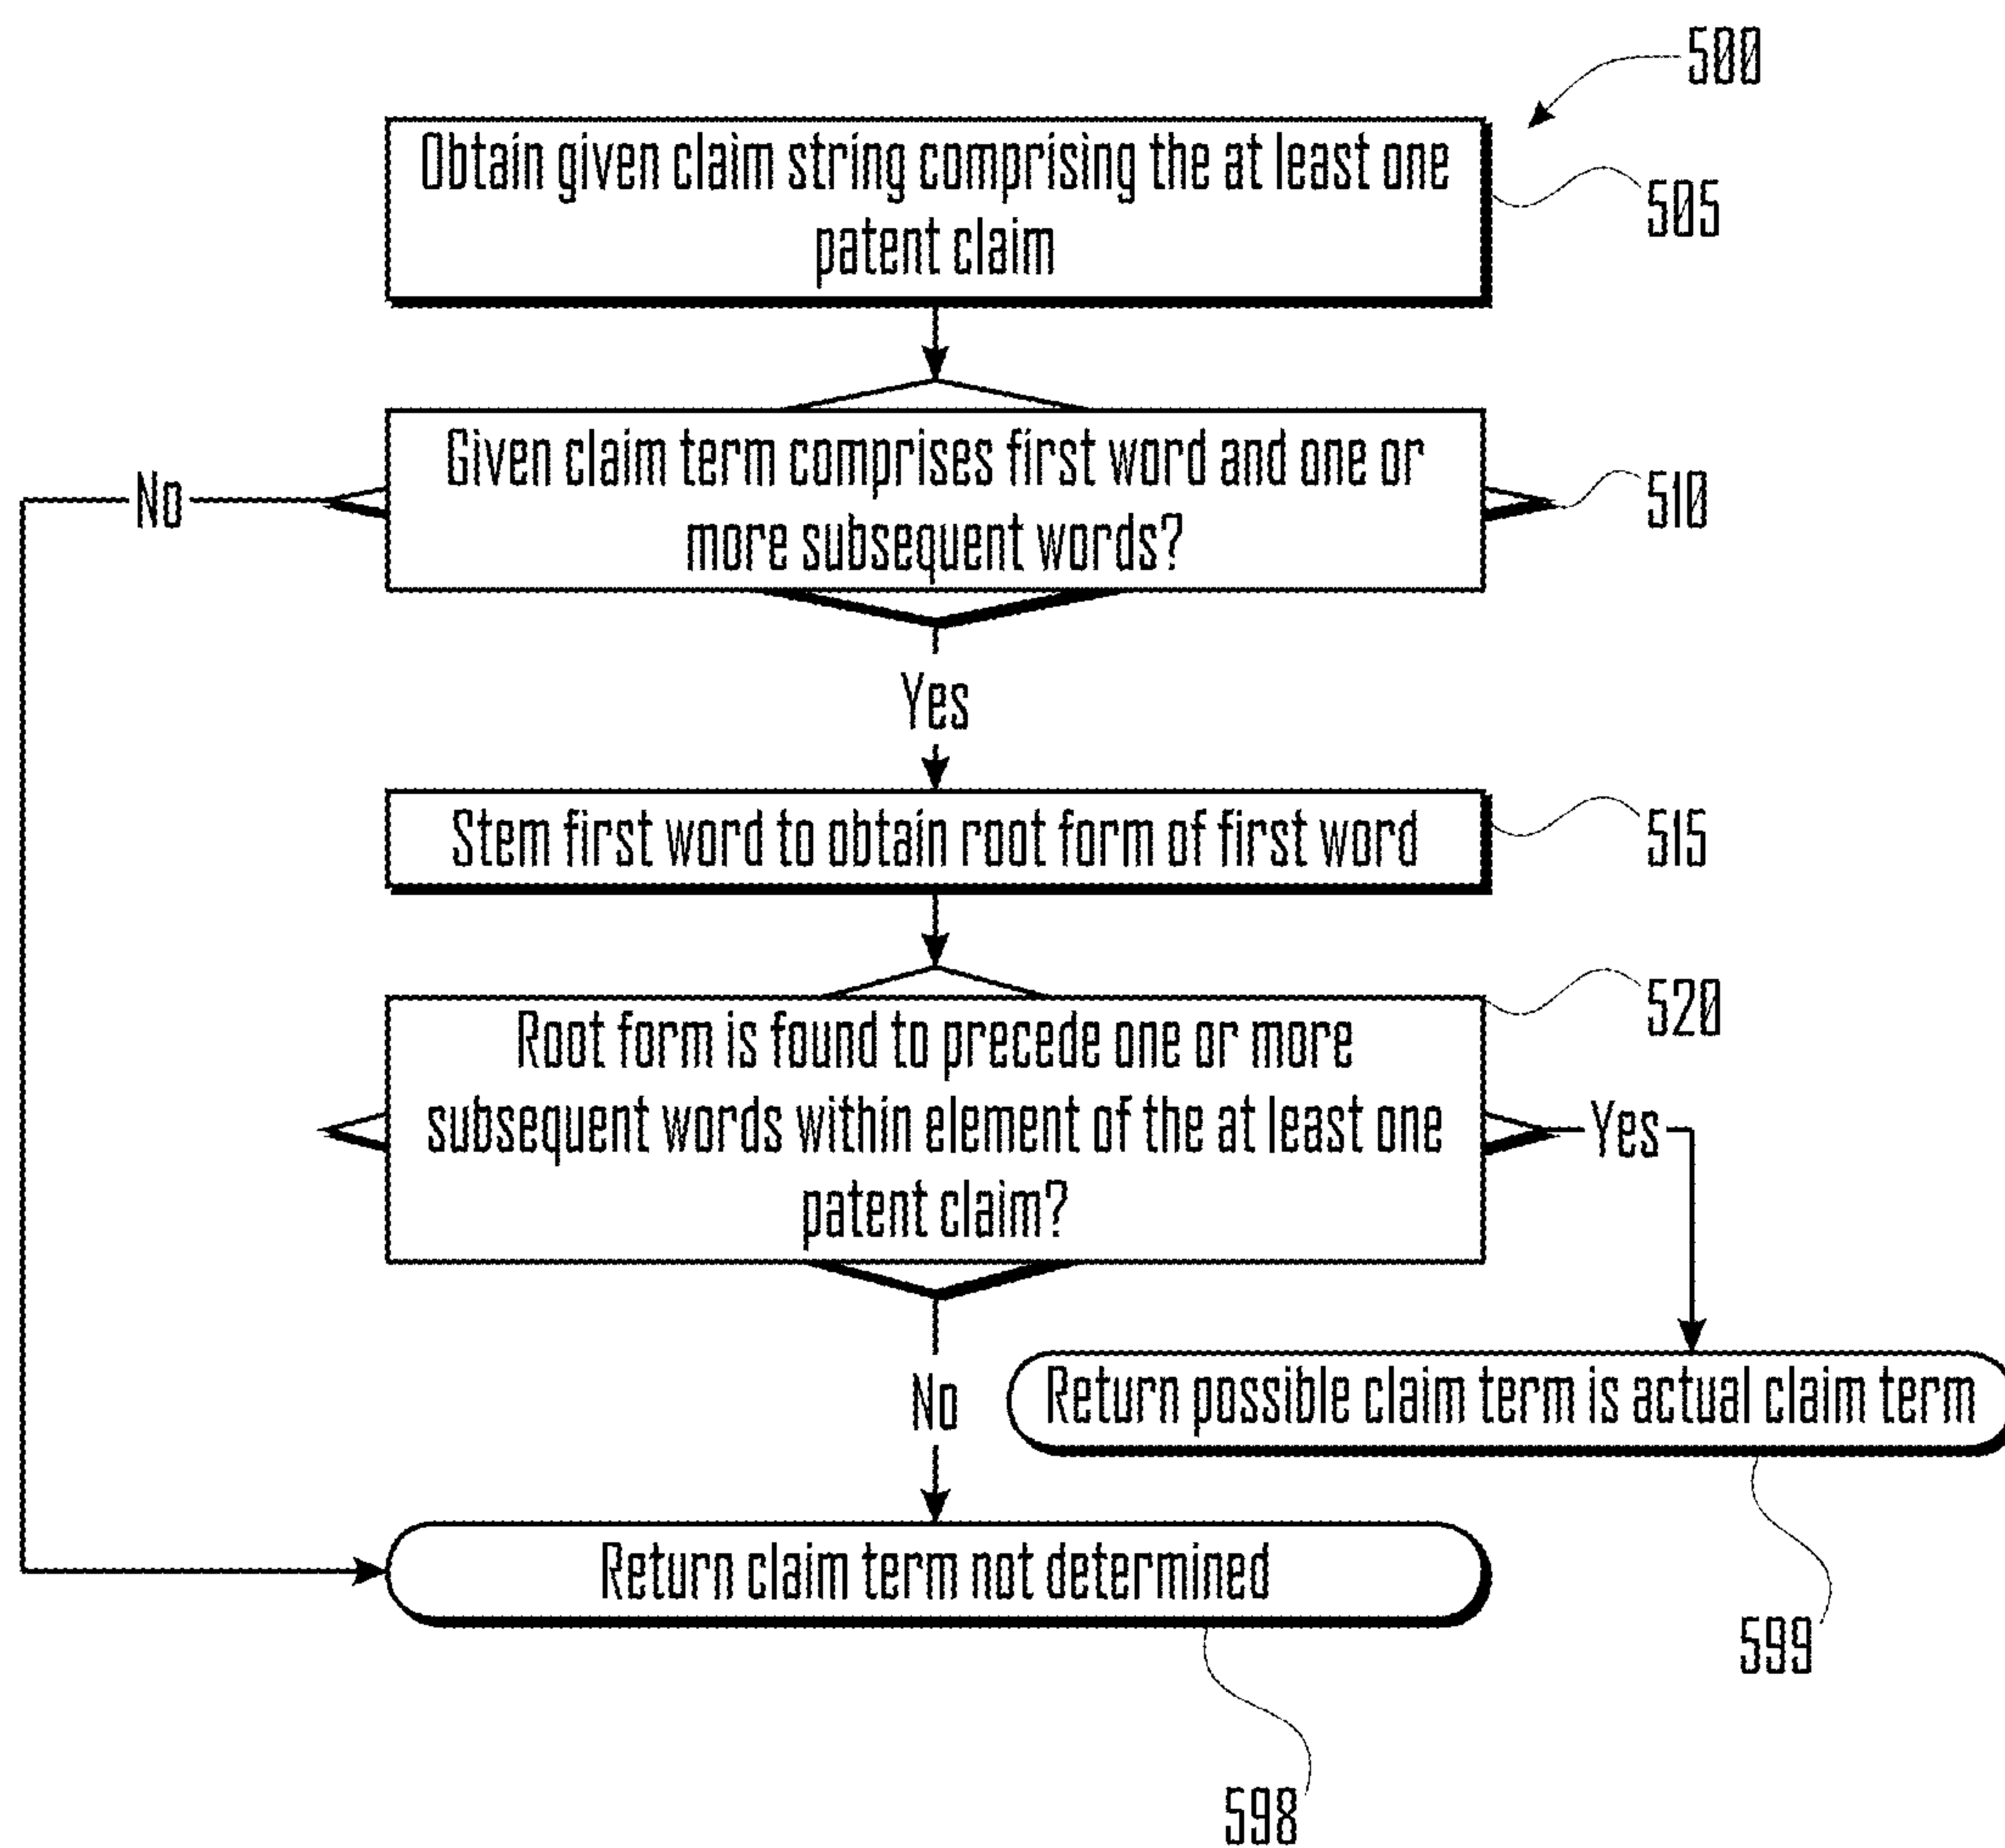 500
Obtain given claim string comprising the at least one
patent claim
505
Given claim term comprises first word and one or
more subsequent words?
510
No
Yes
Stem first word to obtain root form of first word
515
Root form is found to precede one or more
subsequent words within element of the at least one
patent claim?
520
Yes
No
Return possible claim term is actual claim term
599
Return claim term not determined
598